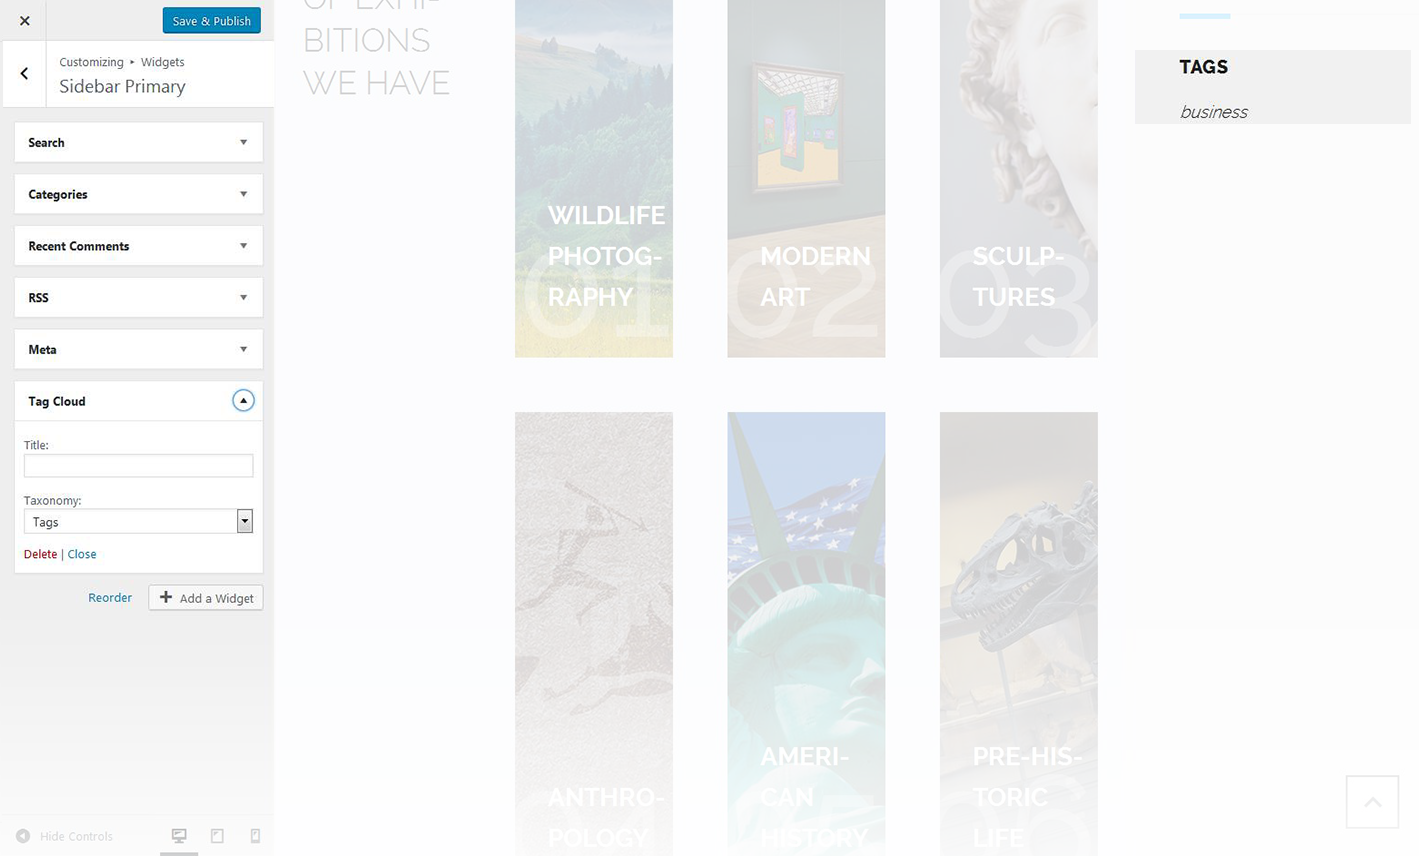 Save & Publish
Customizing ▸ Widgets
Sidebar Primary
Search
Categories
Recent Comments
RSS
Meta
Tag Cloud
Title:
Taxonomy:
Tags
Delete | Close
Reorder
Add a Widget
Hide Controls
BITIONS
WE HAVE
WILDLIFE
PHOTOG-
RAPHY
01
MODERN
ART
02
SCULP-
TURES
03
ANTHRO-
POLOGY
AMERI-
CAN
HISTORY
PRE-HIS-
TORIC
LIFE
TAGS
business